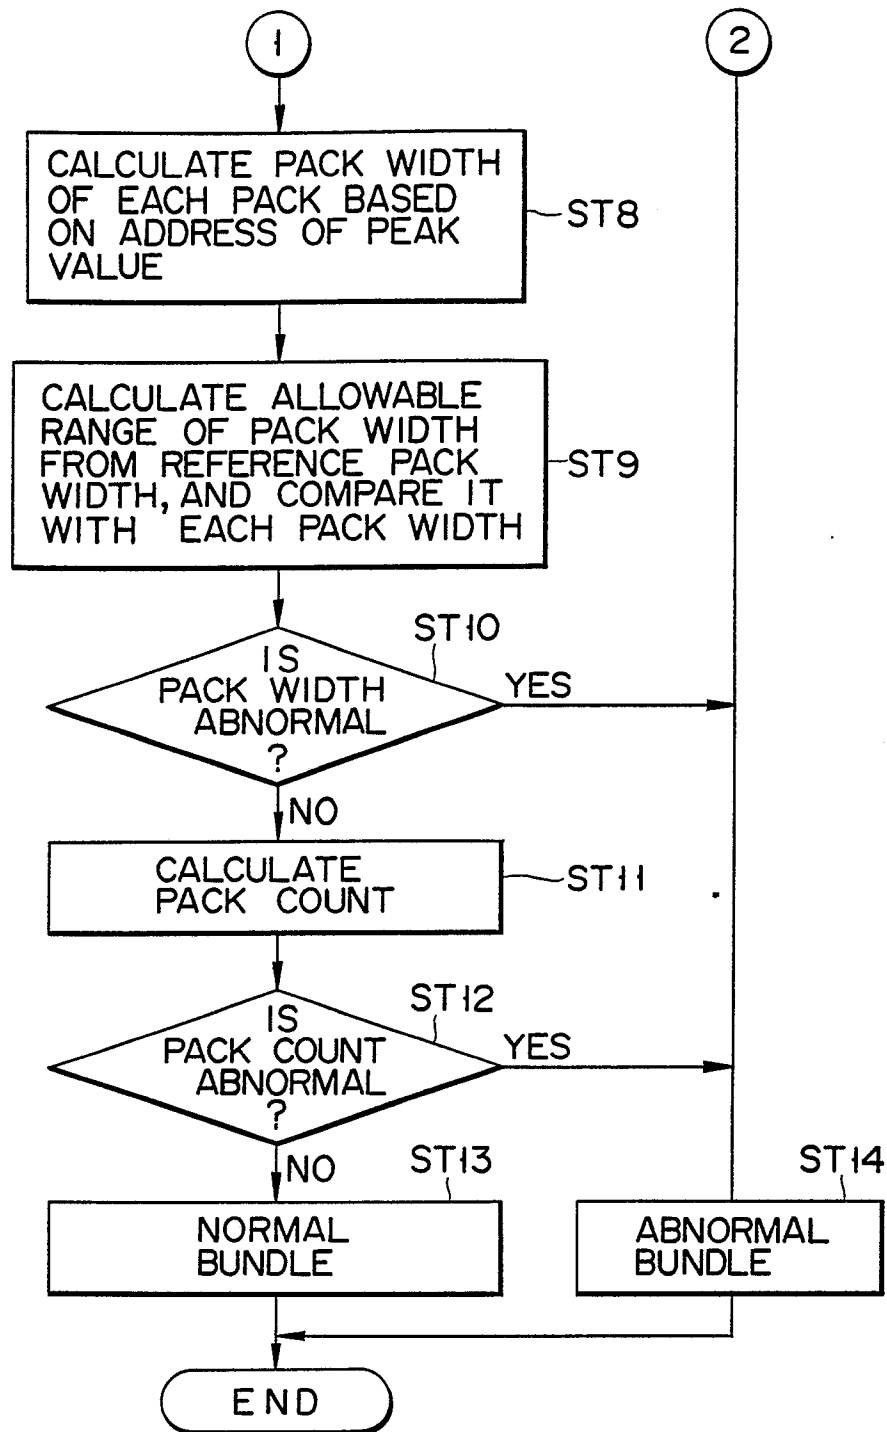 1
2
CALCULATE PACK WIDTH
OF EACH PACK BASED
ON ADDRESS OF PEAK
VALUE
ST8
CALCULATE ALLOWABLE
RANGE OF PACK WIDTH
FROM REFERENCE PACK
WIDTH, AND COMPARE IT
WITH EACH PACK WIDTH
ST9
ST10
IS
PACK WIDTH
ABNORMAL
?
YES
NO
CALCULATE
PACK COUNT
ST11
ST12
IS
PACK COUNT
ABNORMAL
?
YES
NO
ST13
ST14
NORMAL
BUNDLE
ABNORMAL
BUNDLE
END